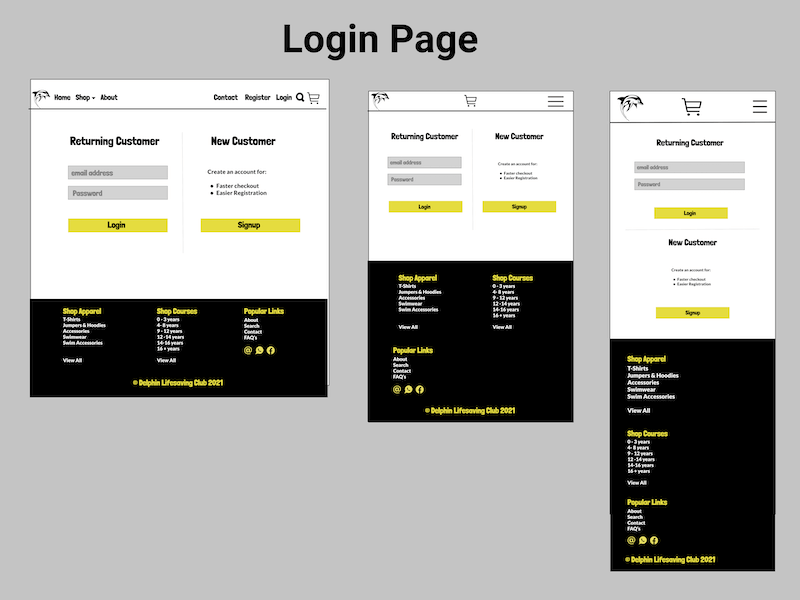 Login Page
Home Shop About Contact Register Login
Returning Customer
email address
Password
Login
New Customer
Create an account for:
Faster checkout
Easier Registration
Signup
Shop Apparel
T-Shirts
Jumpers & Hoodies
Accessories
Swimwear
Swim Accessories
View All
Shop Courses
0 - 3 years
4- 8 years
9 - 12 years
12 -14 years
14-16 years
16 + years
View All
Popular Links
About
Search
Contact
FAQ's
© Delphin Lifesaving Club 2021
Returning Customer
email address
Password
Login
New Customer
Create an account for:
Faster checkout
Easier Registration
Signup
Shop Apparel
T-Shirts
Jumpers & Hoodies
Accessories
Swimwear
Swim Accessories
View All
Shop Courses
0 - 3 years
4- 8 years
9 - 12 years
12 -14 years
14-16 years
16 + years
View All
Popular Links
About
Search
Contact
FAQ's
© Delphin Lifesaving Club 2021
Returning Customer
email address
Password
Login
New Customer
Create an account for:
Faster checkout
Easier Registration
Signup
Shop Apparel
T-Shirts
Jumpers & Hoodies
Accessories
Swimwear
Swim Accessories
View All
Shop Courses
0 - 3 years
4- 8 years
9 - 12 years
12 -14 years
14-16 years
16 + years
View All
Popular Links
About
Search
Contact
FAQ's
© Delphin Lifesaving Club 2021